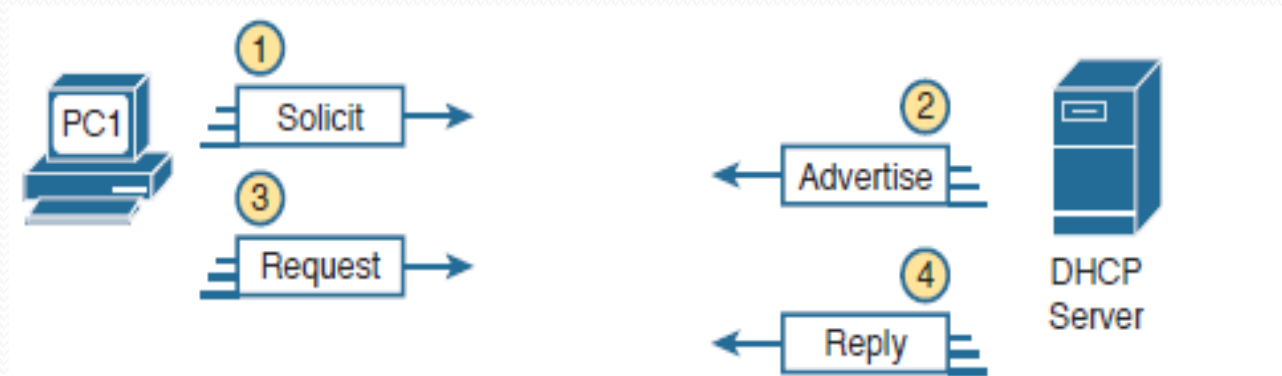 1
PC1
Solicit
2
Advertise
3
Request
4
Reply
DHCP
Server